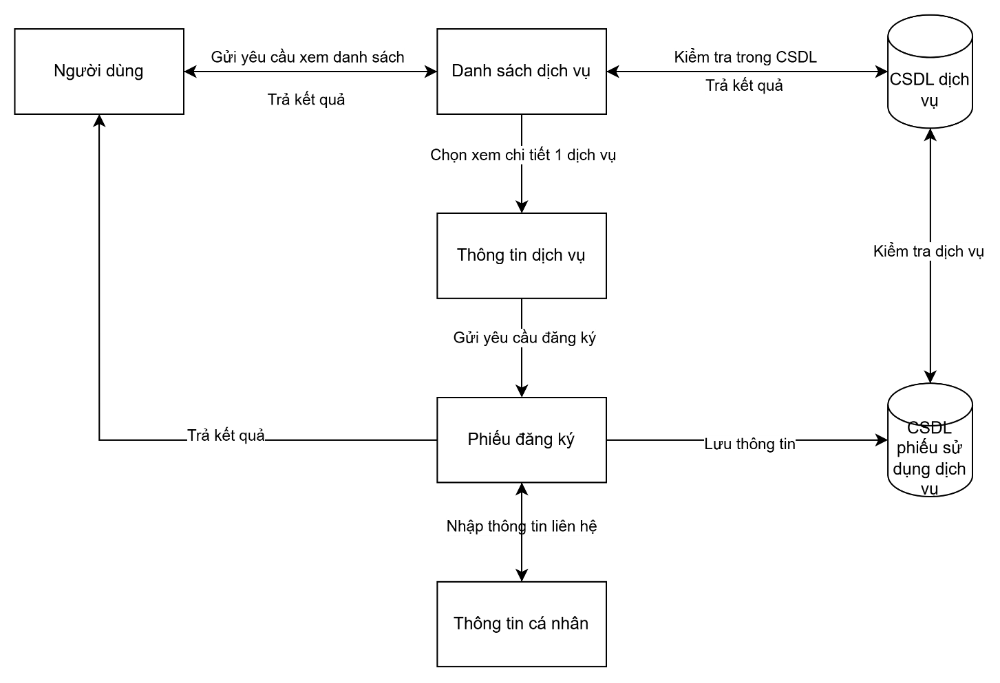 Người dùng
Gửi yêu cầu xem danh sách
Trả kết quả
Danh sách dịch vụ
Kiểm tra trong CSDL
Trả kết quả
CSDL dịch
vụ
Chọn xem chi tiết 1 dịch vụ
Thông tin dịch vụ
Kiểm tra dịch vụ
Gửi yêu cầu đăng ký
Trả kết quả
Phiếu đăng ký
Lưu thông tin
CSDL
phiếu sử
dụng dịch
vụ
Nhập thông tin liên hệ
Thông tin cá nhân